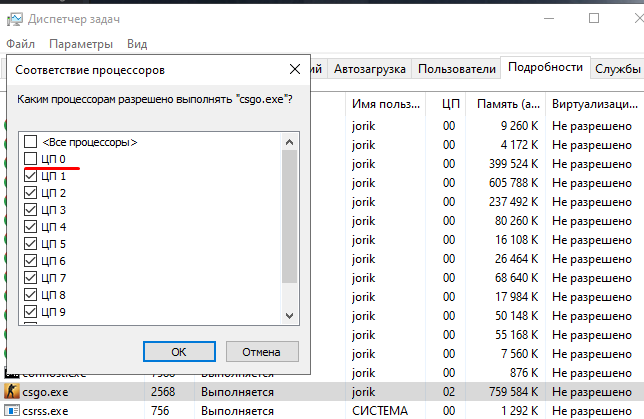 Диспетчер задач
Файл Параметры Вид
ий Автозагрузка Пользователи Подробности Службы
Соответствие процессоров
Каким процессорам разрешено выполнять "csgo.exe"?
<Все процессоры>
ЦП 0
ЦП 1
ЦП 2
ЦП 3
ЦП 4
ЦП 5
ЦП 6
ЦП 7
ЦП 8
ЦП 9
ОК Отмена
Имя польз... ЦП Память (а... Виртуализаци...
jorik 00 9 260 K Не разрешено
jorik 00 4 172 K Не разрешено
jorik 00 399 524 K Не разрешено
jorik 00 605 788 K Не разрешено
jorik 00 237 492 K Не разрешено
jorik 00 80 260 K Не разрешено
jorik 00 16 108 K Не разрешено
jorik 00 26 464 K Не разрешено
jorik 00 68 640 K Не разрешено
jorik 00 17 984 K Не разрешено
jorik 00 50 148 K Не разрешено
jorik 00 55 168 K Не разрешено
jorik 00 7 560 K Не разрешено
conhost.exe Выполняется jorik 00 876 K Не разрешено
csgo.exe 2568 Выполняется jorik 02 759 584 K Не разрешено
csrss.exe 756 Выполняется СИСТЕМА 00 1 292 K Не разрешено